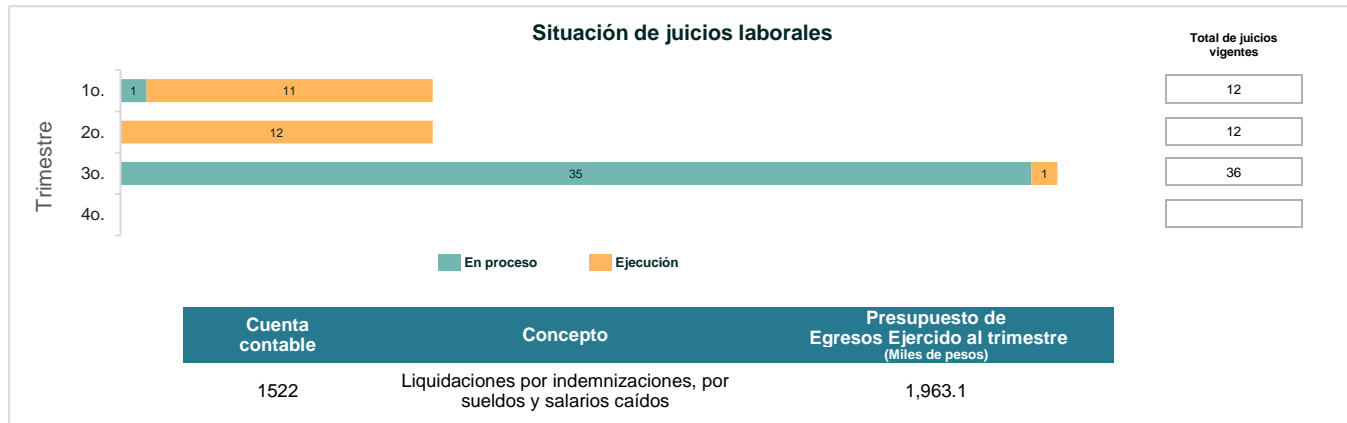 Situación de juicios laborales
Total de juicios
vigentes
Trimestre
1o.
1
11
12
2o.
12
12
3o.
35
1
36
4o.
En proceso
Ejecución
Cuenta
contable
Concepto
Presupuesto de
Egresos Ejercido al trimestre
(Miles de pesos)
1522
Liquidaciones por indemnizaciones, por
sueldos y salarios caídos
1,963.1